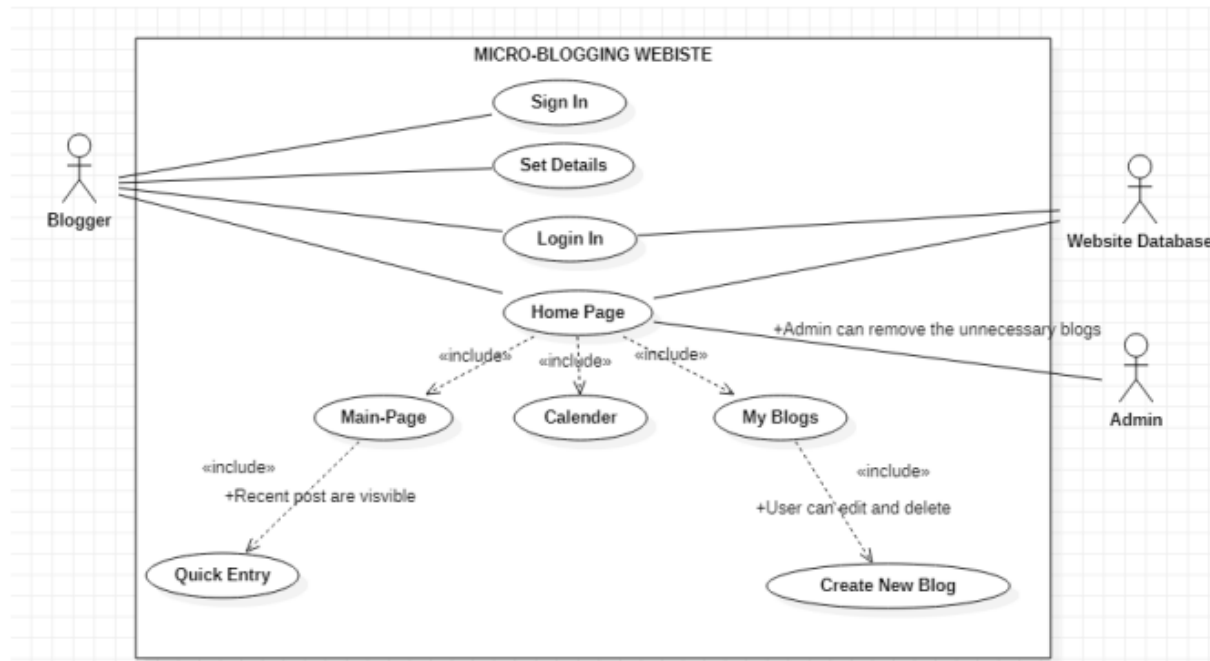 MICRO-BLOGGING WEBISTE
Sign In
Set Details
Blogger
Login In
Website Database
Home Page
+Admin can remove the unnecessary blogs
«include»
«include»
«include»
Main-Page
Calender
My Blogs
Admin
«include»
«include»
+Recent post are visvible
+User can edit and delete
Quick Entry
Create New Blog